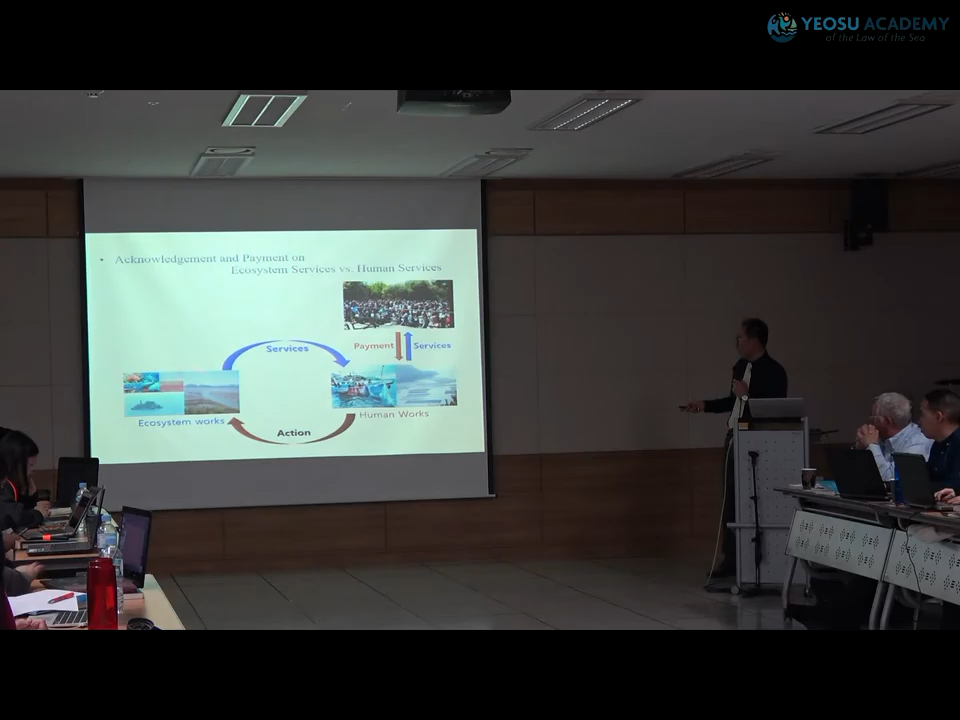 YEOSU ACADEMY
of the Law of the Sea
• Acknowledgement and Payment on
Ecosystem Services vs. Human Services
Services
Payment
Services
Ecosystem works
Human Works
Action